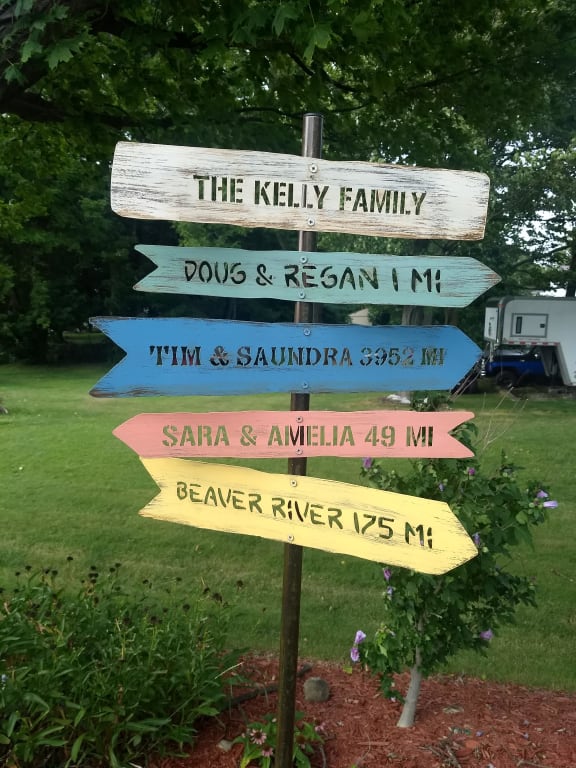 THE KELLY FAMILY
DOUG & REGAN 1 MI
TIM & SAUNDRA 3952 MI
SARA & AMELIA 49 MI
BEAVER RIVER 175 MI